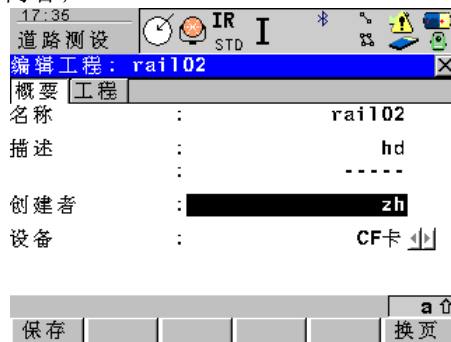 17:35
道路测设
IR
STD
I
编辑工程: rail02
概要 工程
名称 : rail02
描述 : hd
: -----
创建者 : zh
设备 : CF卡
a
保存 换页